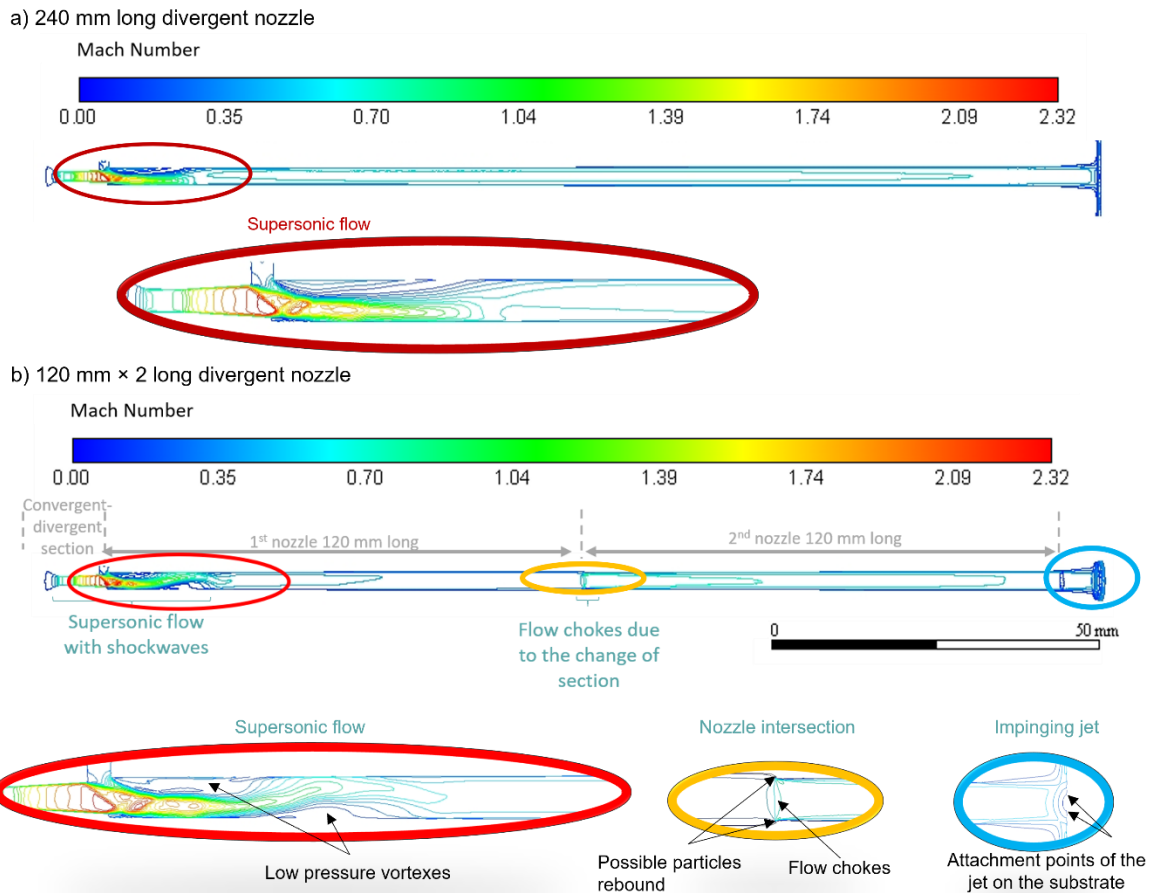 a) 240 mm long divergent nozzle
Mach Number
0.00 0.35 0.70 1.04 1.39 1.74 2.09 2.32
Supersonic flow
b) 120 mm × 2 long divergent nozzle
Mach Number
0.00 0.35 0.70 1.04 1.39 1.74 2.09 2.32
Convergent-
divergent
section
1st nozzle 120 mm long
2nd nozzle 120 mm long
Supersonic flow
with shockwaves
Flow chokes due
to the change of
section
0 50 mm
Supersonic flow
Nozzle intersection
Impinging jet
Low pressure vortexes
Possible particles
rebound
Flow chokes
Attachment points of the
jet on the substrate